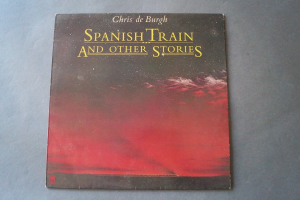 Chris de Burgh
SPANISH TRAIN
AND OTHER STORIES